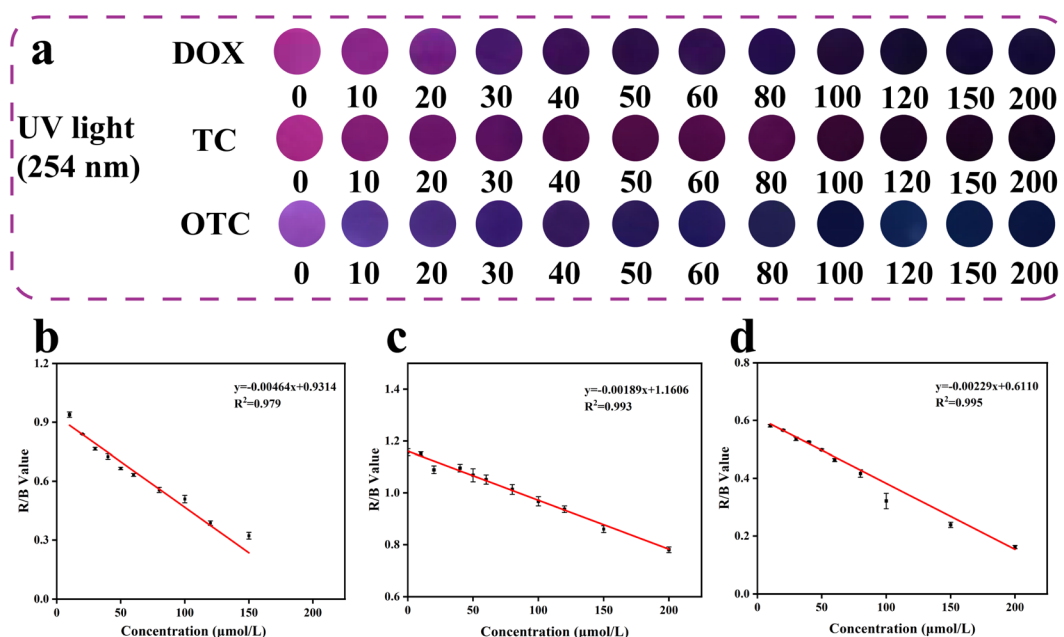 a
UV light
(254 nm)
DOX
0 10 20 30 40 50 60 80 100 120 150 200
TC
0 10 20 30 40 50 60 80 100 120 150 200
OTC
0 10 20 30 40 50 60 80 100 120 150 200
b
1.2
0.9
0.6
0.3
0.0
R/B Value
y=-0.00464x+0.9314
R²=0.979
0 50 100 150 200
Concentration (μmol/L)
c
1.4
1.2
1.0
0.8
0.6
R/B Value
y=-0.00189x+1.1606
R²=0.993
0 50 100 150 200
Concentration (μmol/L)
d
0.8
0.6
0.4
0.2
0.0
R/B Value
y=-0.00229x+0.6110
R²=0.995
0 50 100 150 200
Concentration (μmol/L)